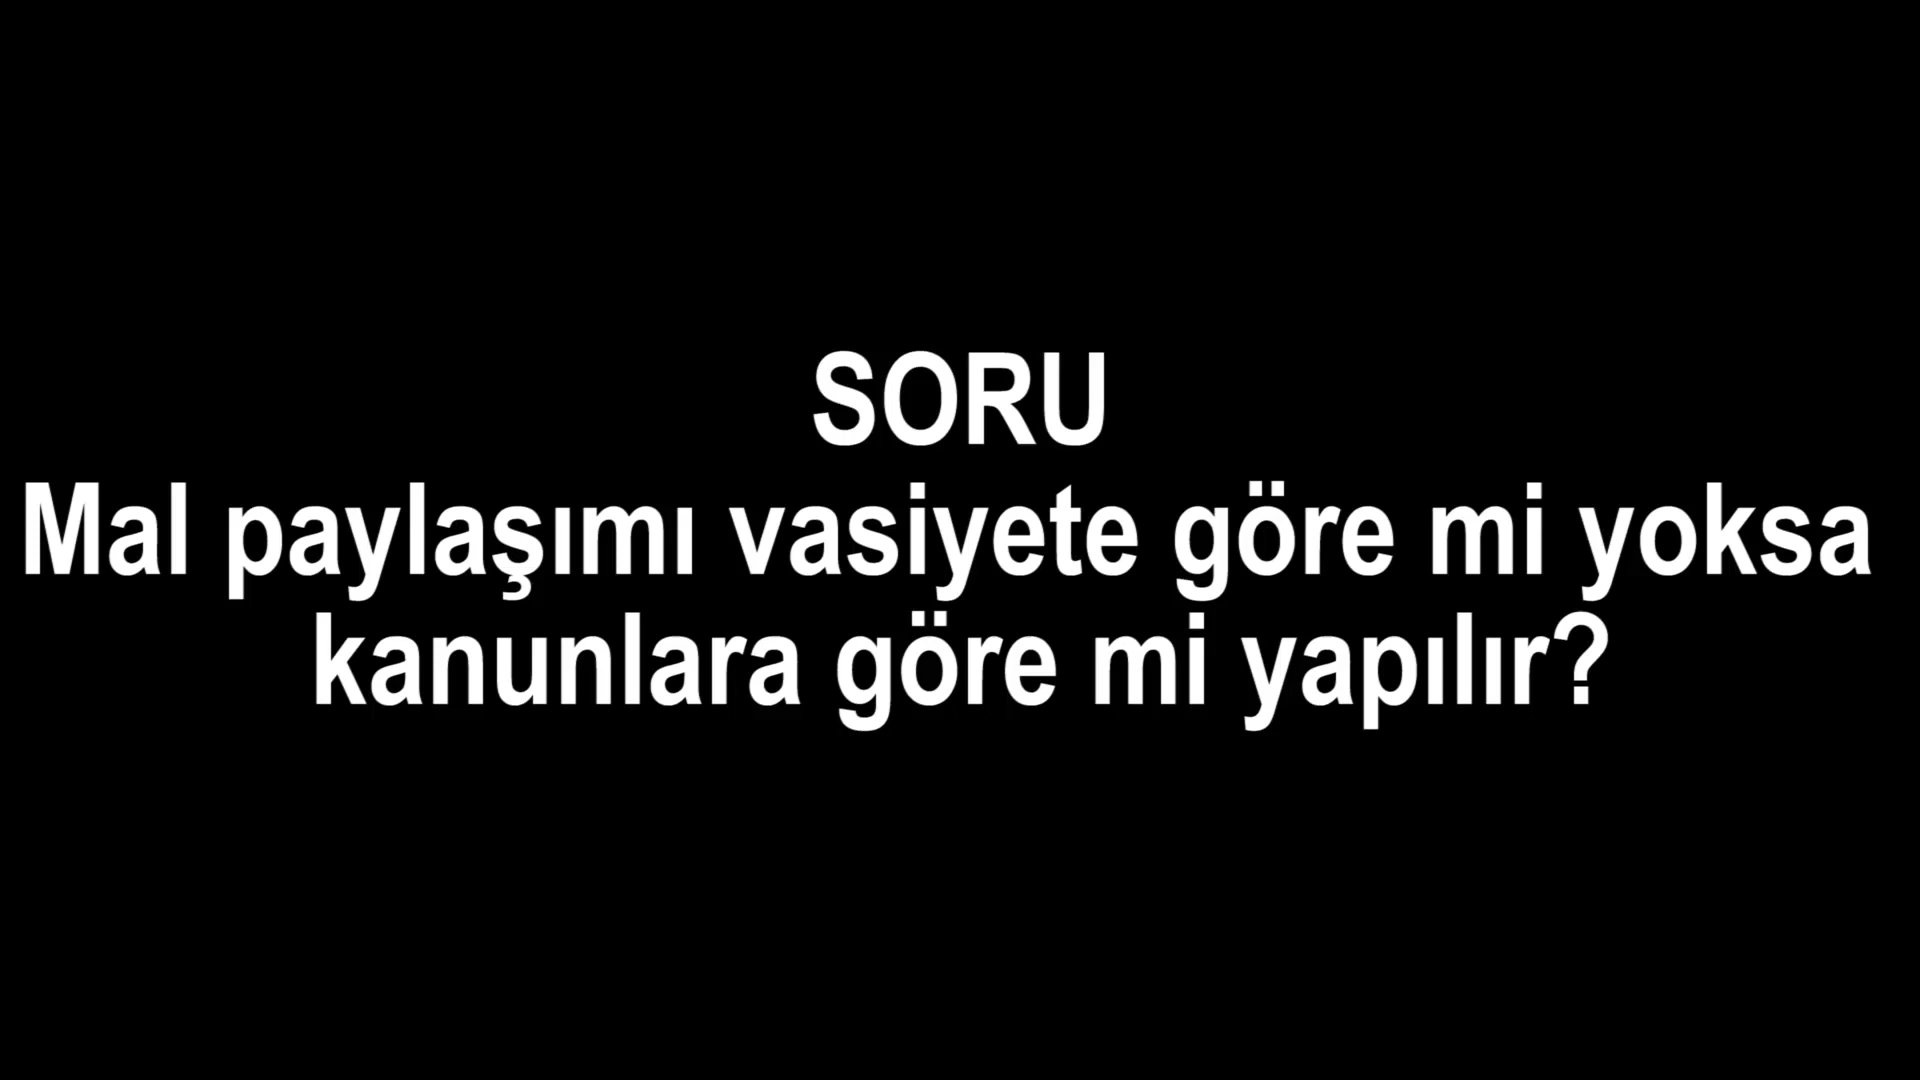 SORU
Mal paylaşımı vasiyete göre mi yoksa
kanunlara göre mi yapılır?